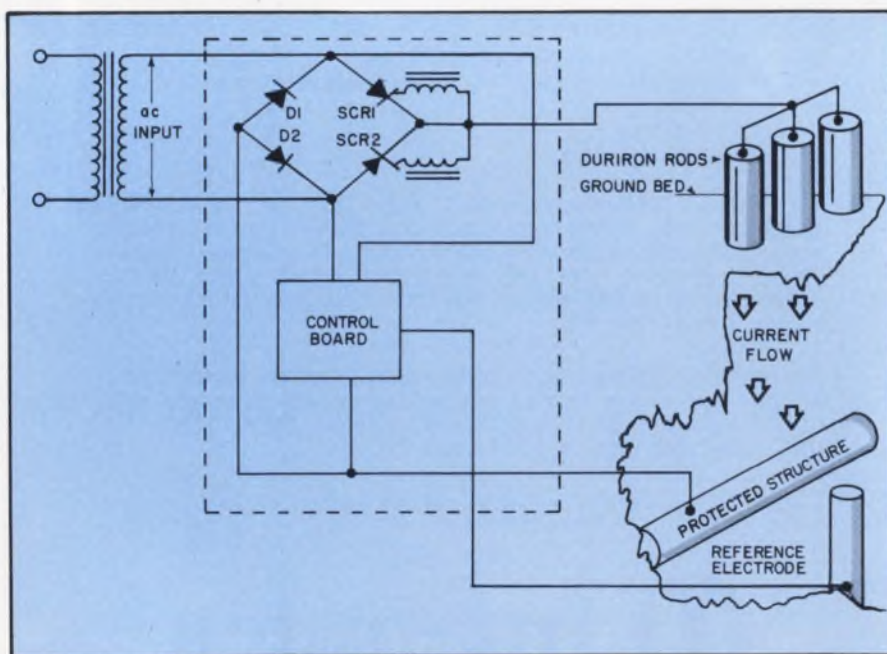 ac
INPUT
D1
D2
SCR1
SCR2
CONTROL
BOARD
DURIRON RODS
GROUND BED
CURRENT
FLOW
PROTECTED STRUCTURE
REFERENCE
ELECTRODE